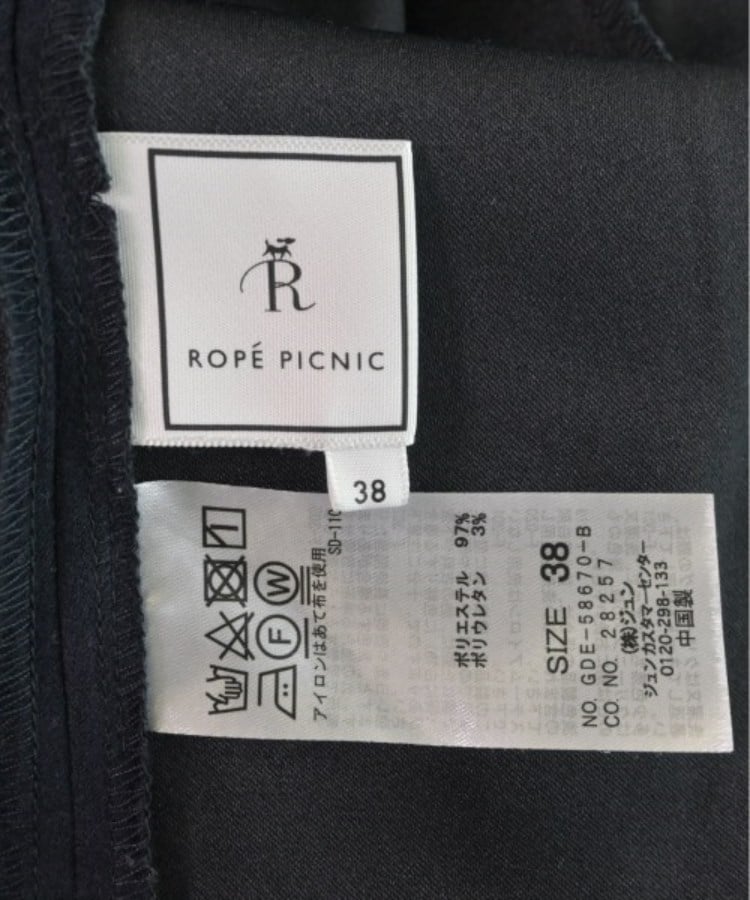 R
ROPÉ PICNIC
38
F W
アイロンはあて布を使用
SD-11C
ポリエステル 97%
ポリウレタン 3%
SIZE 38
NO. GDE-58670-B
CO. NO. 28257
(株)ジュン
ジュンカスタマーセンター
0120-298-133
中国製